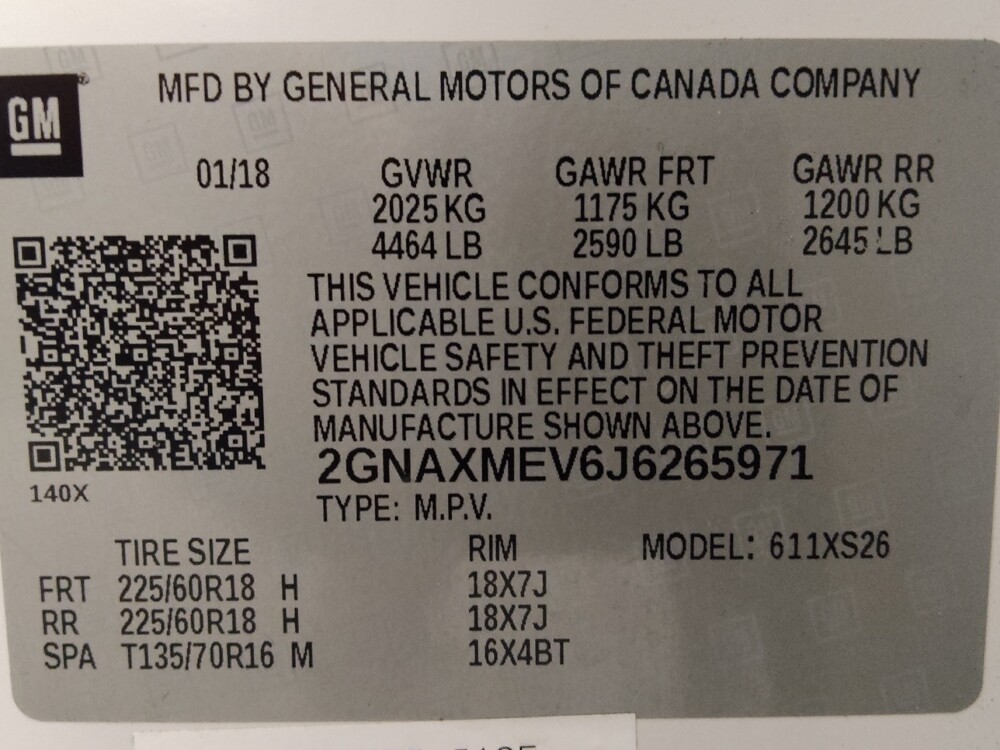 MFD BY GENERAL MOTORS OF CANADA COMPANY
GM
01/18 GVWR GAWR FRT GAWR RR
2025 KG 1175 KG 1200 KG
4464 LB 2590 LB 2645 LB
THIS VEHICLE CONFORMS TO ALL
APPLICABLE U.S. FEDERAL MOTOR
VEHICLE SAFETY AND THEFT PREVENTION
STANDARDS IN EFFECT ON THE DATE OF
MANUFACTURE SHOWN ABOVE.
2GNAXMEV6J6265971
140X
TYPE: M.P.V.
TIRE SIZE RIM MODEL: 611XS26
FRT 225/60R18 H 18X7J
RR 225/60R18 H 18X7J
SPA T135/70R16 M 16X4BT